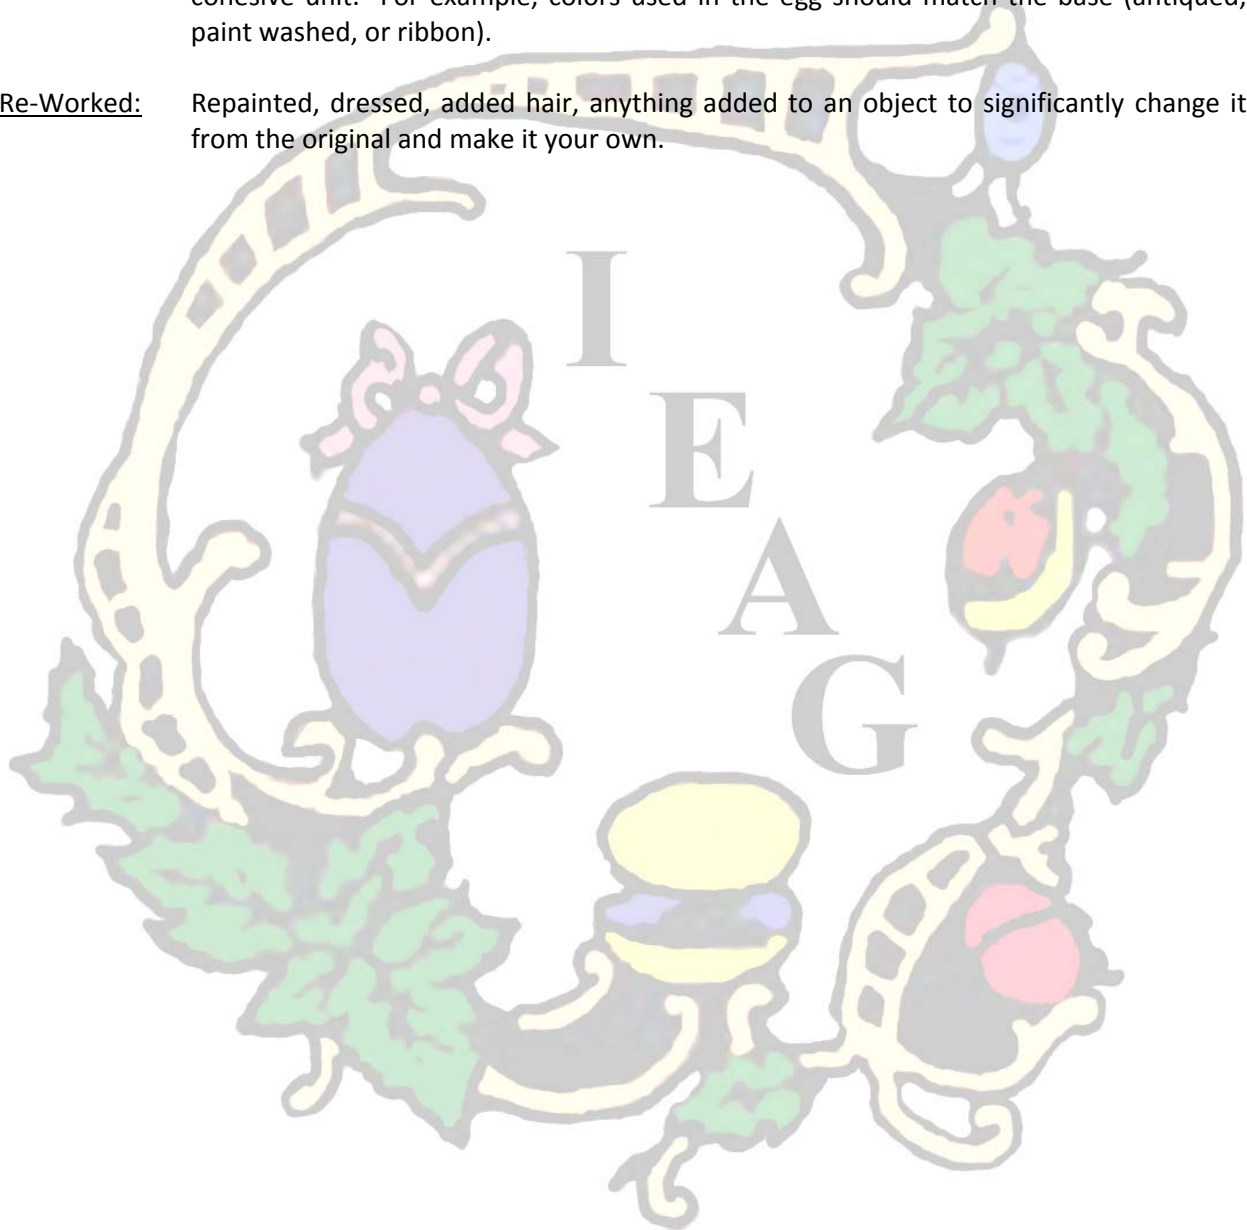 cohesive unit. For example, colors used in the egg should match the base (antiqued,
paint washed, or ribbon).
Re-Worked: Repainted, dressed, added hair, anything added to an object to significantly change it
from the original and make it your own.
I
E
A
G